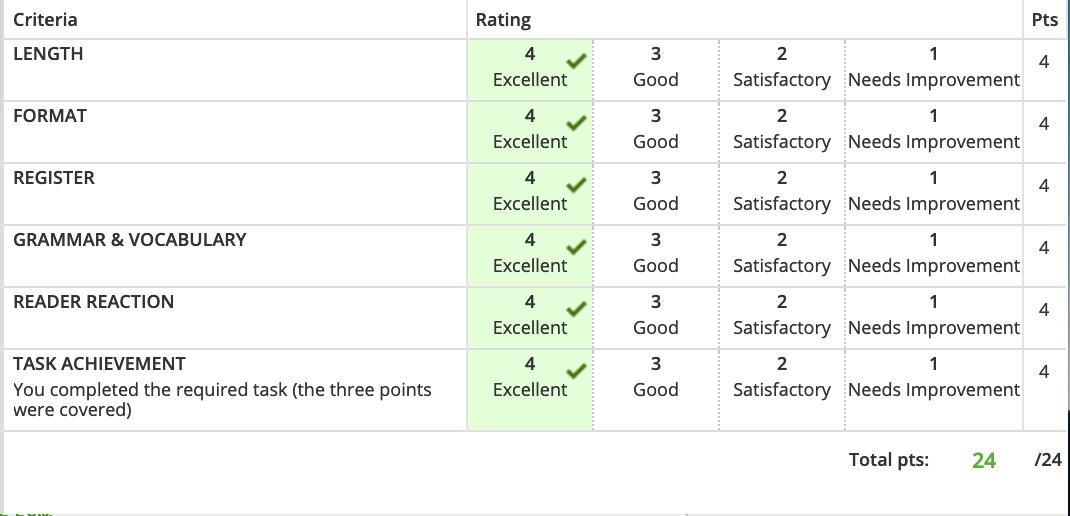 Criteria Rating Pts
LENGTH 4 3 2 1 4
Excellent Good Satisfactory Needs Improvement
FORMAT 4 3 2 1 4
Excellent Good Satisfactory Needs Improvement
REGISTER 4 3 2 1 4
Excellent Good Satisfactory Needs Improvement
GRAMMAR & VOCABULARY 4 3 2 1 4
Excellent Good Satisfactory Needs Improvement
READER REACTION 4 3 2 1 4
Excellent Good Satisfactory Needs Improvement
TASK ACHIEVEMENT 4 3 2 1 4
You completed the required task (the three points Excellent Good Satisfactory Needs Improvement
were covered)
Total pts: 24 /24